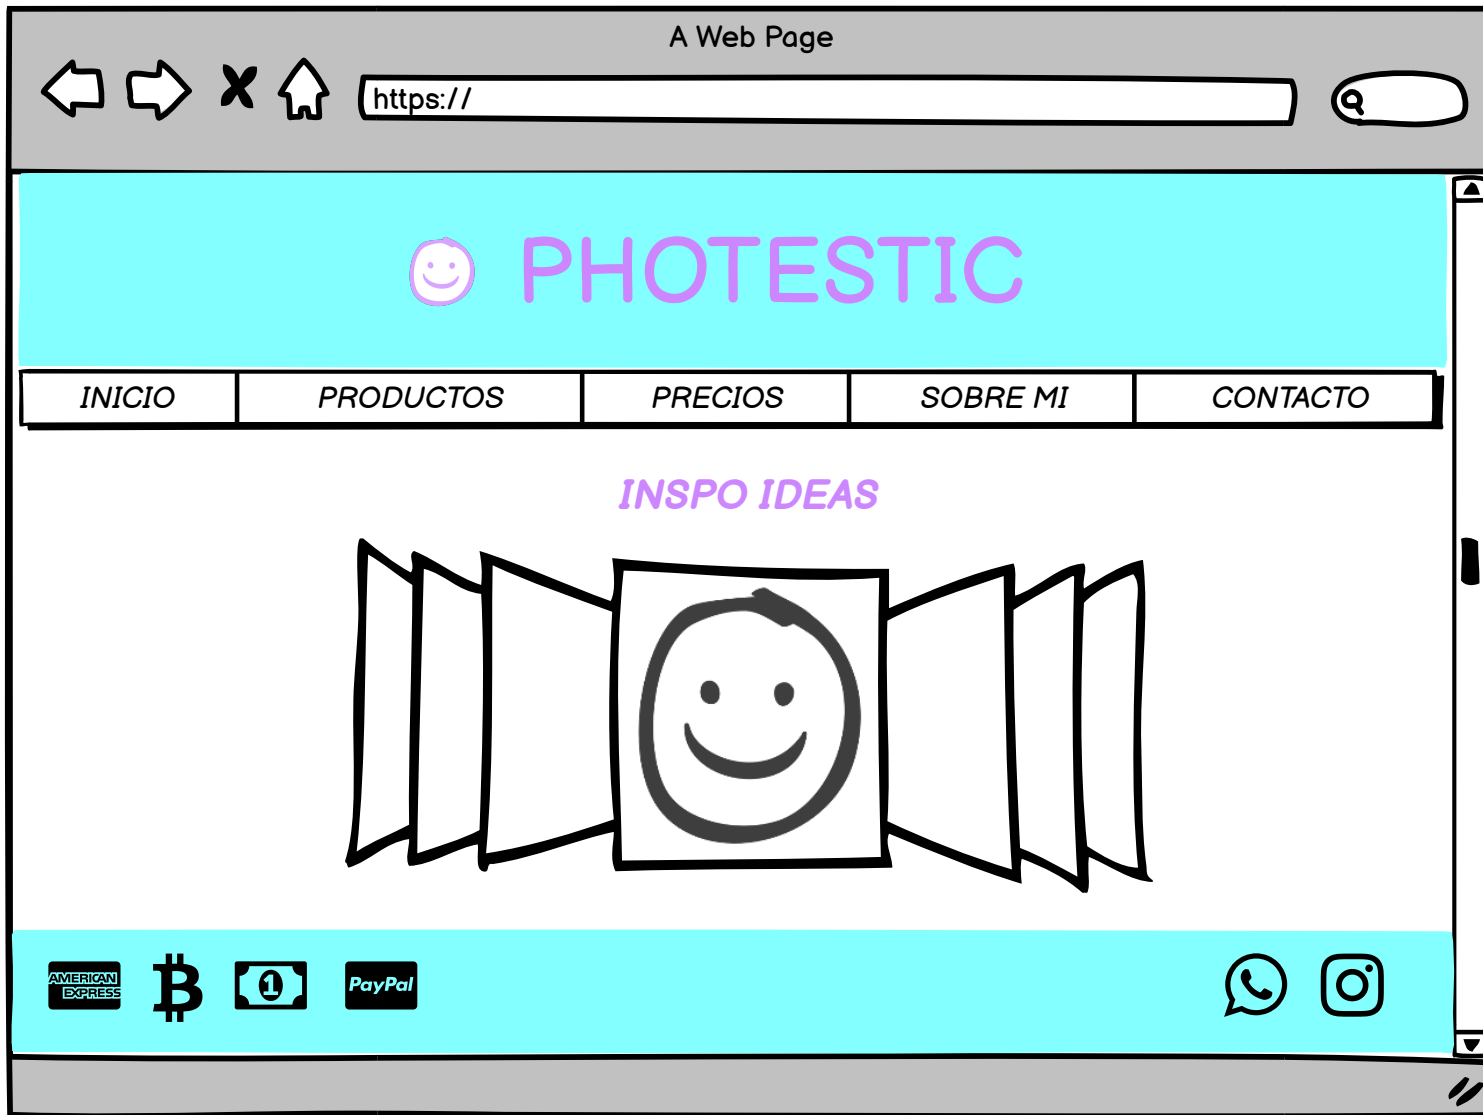 A Web Page
https://
PHOTESTIC
INICIO PRODUCTOS PRECIOS SOBRE MI CONTACTO
INSPO IDEAS
AMERICAN
EXPRESS
1
PayPal